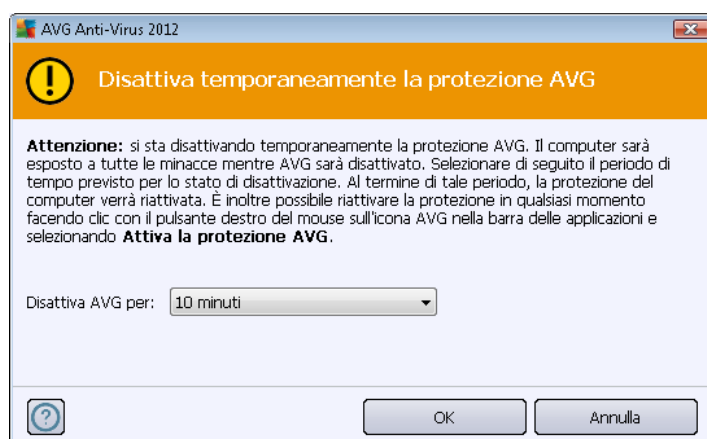 AVG Anti-Virus 2012
Disattiva temporaneamente la protezione AVG
Attenzione: si sta disattivando temporaneamente la protezione AVG. Il computer sarà
esposto a tutte le minacce mentre AVG sarà disattivato. Selezionare di seguito il periodo di
tempo previsto per lo stato di disattivazione. Al termine di tale periodo, la protezione del
computer verrà riattivata. È inoltre possibile riattivare la protezione in qualsiasi momento
facendo clic con il pulsante destro del mouse sull'icona AVG nella barra delle applicazioni e
selezionando Attiva la protezione AVG.
Disattiva AVG per: 10 minuti
OK Annulla